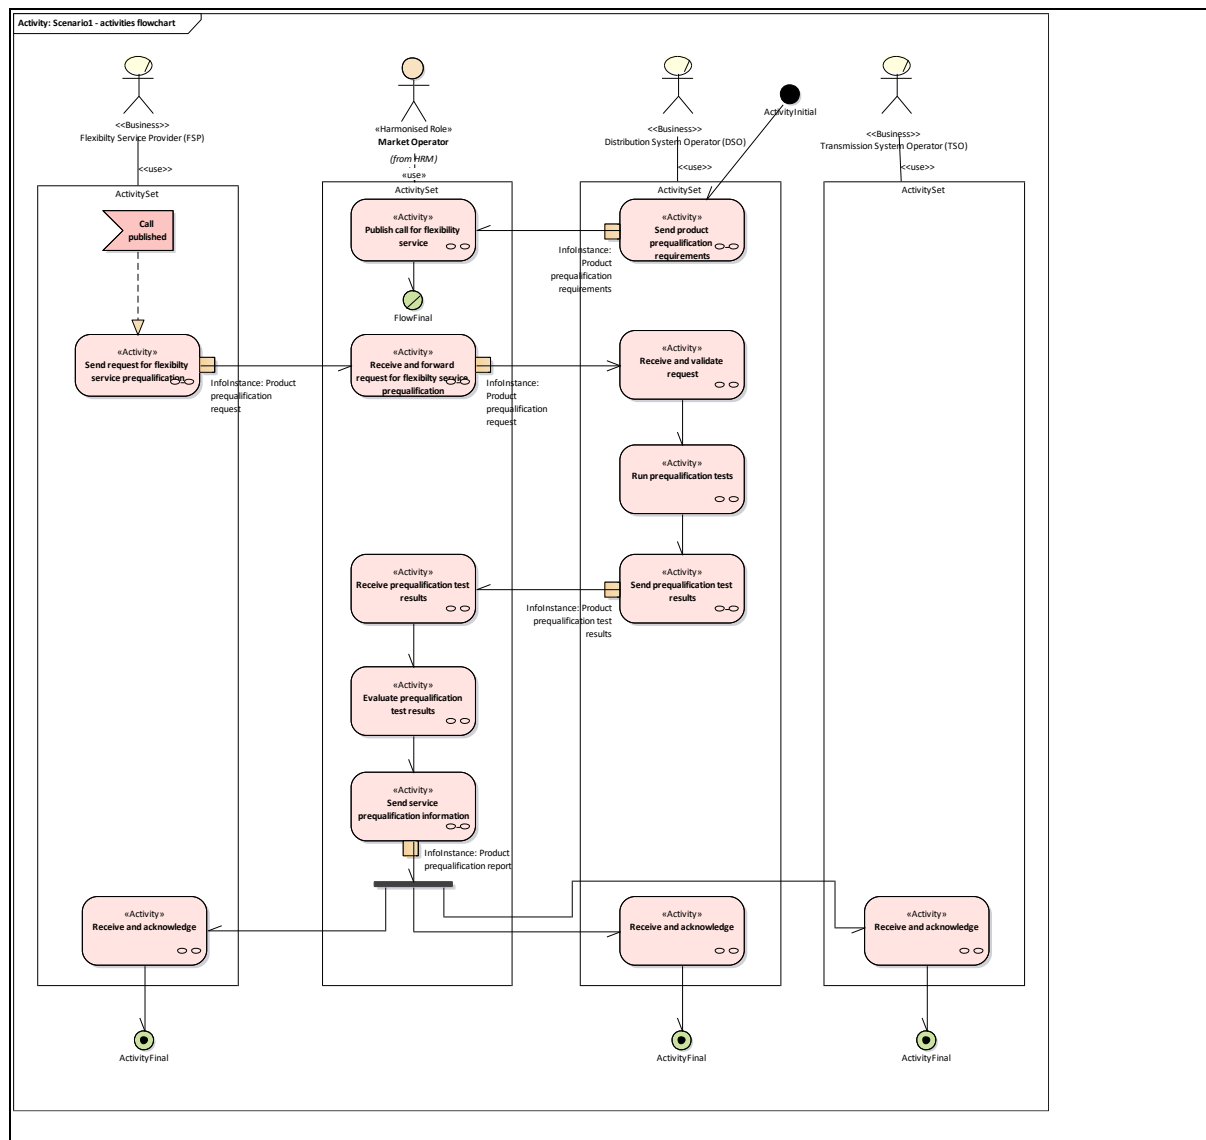 Activity: Scenario1 - activities flowchart
<<Business>>
Flexibilty Service Provider (FSP)
<<use>>
«Harmonised Role»
Market Operator
(from HRM)
«use»
<<Business>>
Distribution System Operator (DSO)
<<use>>
ActivityInitial
<<Business>>
Transmission System Operator (TSO)
<<use>>
ActivitySet
ActivitySet
ActivitySet
ActivitySet
Call
published
«Activity»
Publish call for flexibility
service
«Activity»
Send product
prequalification
requirements
InfoInstance:
Product
prequalification
requirements
FlowFinal
«Activity»
Send request for flexibilty
service prequalification
InfoInstance: Product
prequalification
request
«Activity»
Receive and forward
request for flexibilty service
prequalification
InfoInstance:
Product
prequalification
request
«Activity»
Receive and validate
request
«Activity»
Run prequalification tests
«Activity»
Receive prequalification test
results
«Activity»
Send prequalification test
results
InfoInstance: Product
prequalification test
results
«Activity»
Evaluate prequalification
test results
«Activity»
Send service
prequalification information
InfoInstance: Product
prequalification report
«Activity»
Receive and acknowledge
«Activity»
Receive and acknowledge
«Activity»
Receive and acknowledge
ActivityFinal
ActivityFinal
ActivityFinal